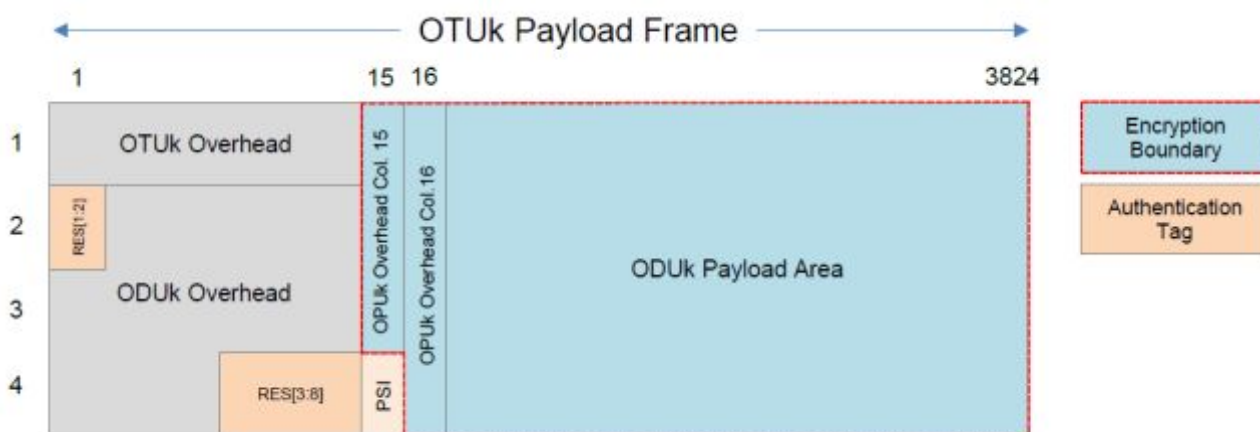 OTUk Payload Frame
1 15 16 3824
1
OTUk Overhead
2
RES[1:2]
3
ODUk Overhead
4
RES[3:8]
OPUk Overhead Col. 15
PSI
OPUk Overhead Col.16
ODUk Payload Area
Encryption
Boundary
Authentication
Tag